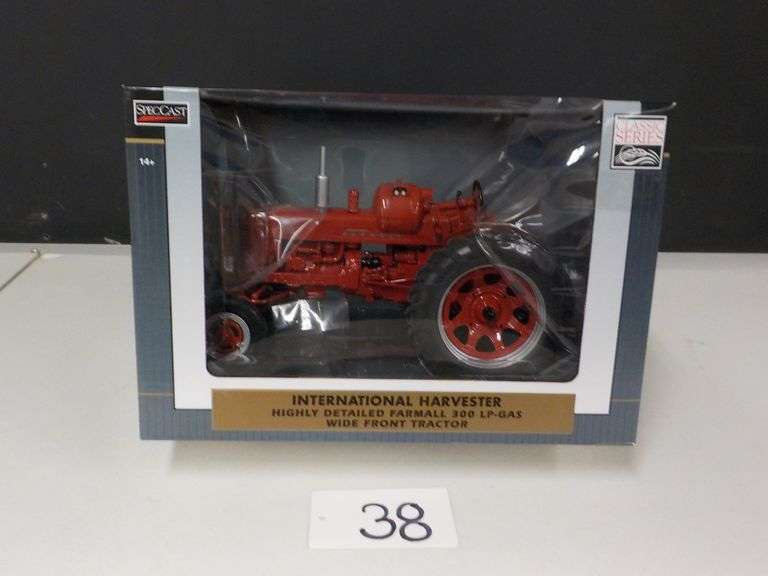 SPECCAST
CLASSIC
SERIES
14+
INTERNATIONAL HARVESTER
HIGHLY DETAILED FARMALL 300 LP-GAS
WIDE FRONT TRACTOR
38